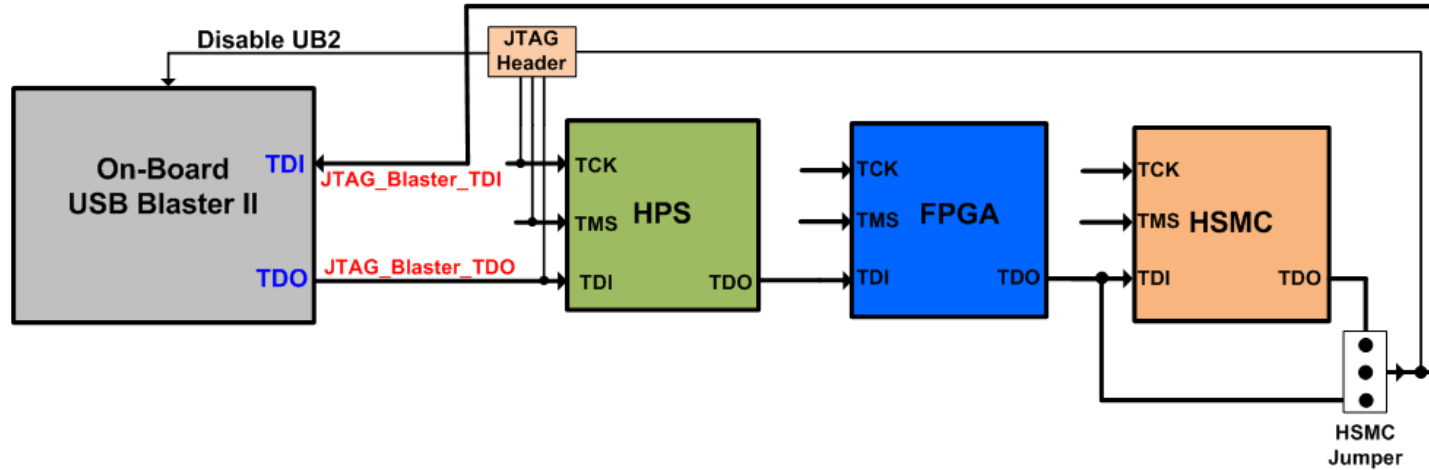 Disable UB2
JTAG
Header
On-Board
USB Blaster II
TDI
TDO
JTAG_Blaster_TDI
JTAG_Blaster_TDO
TCK
TMS
TDI
HPS
TDO
TCK
TMS
TDI
FPGA
TDO
TCK
TMS
TDI
HSMC
TDO
HSMC
Jumper